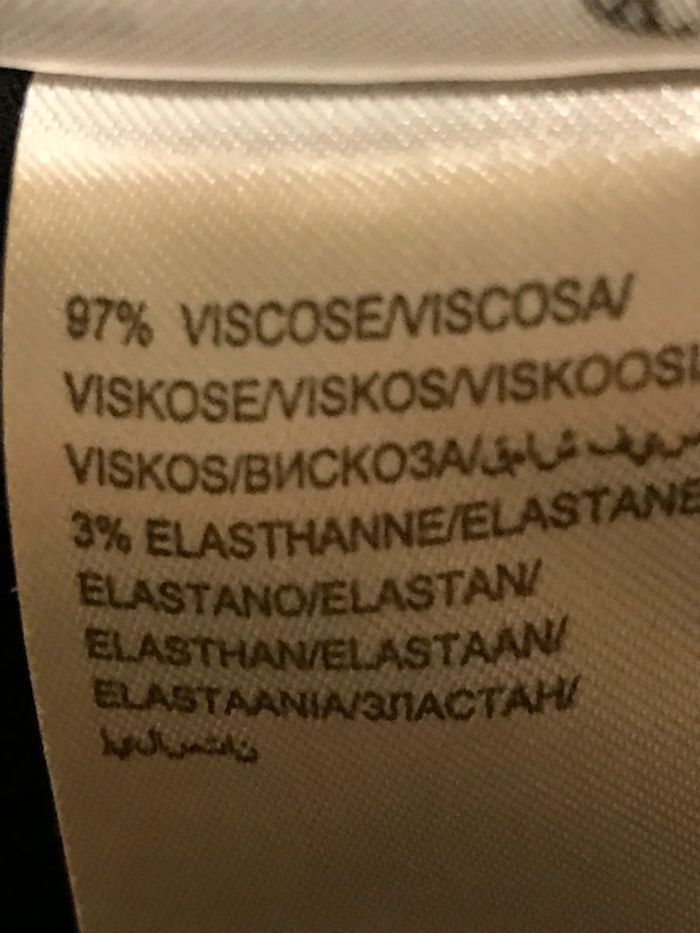 97% VISCOSE/VISCOSA/
VISKOSE/VISKOS/VISKOOSI
VISKOS/ВИСКОЗА/
3% ELASTHANNE/ELASTANE
ELASTANO/ELASTAN/
ELASTHAN/ELASTAAN/
ELASTAANIA/ЭЛАСТАН/